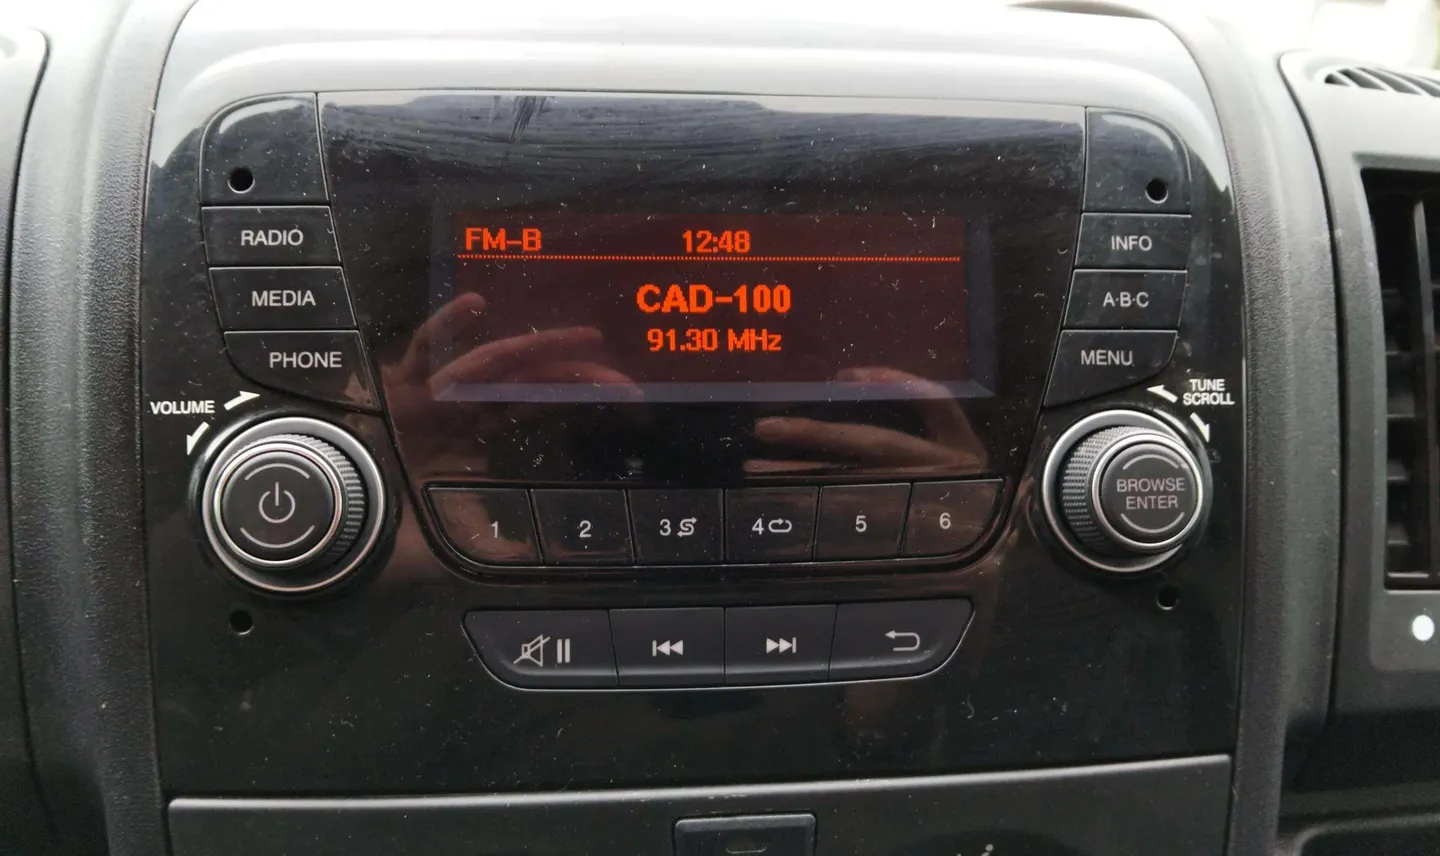 FM-B 12:48
CAD-100
91.30 MHz
RADIO
MEDIA
PHONE
VOLUME
INFO
A·B·C
MENU
TUNE
SCROLL
BROWSE
ENTER
1 2 3 4 5 6